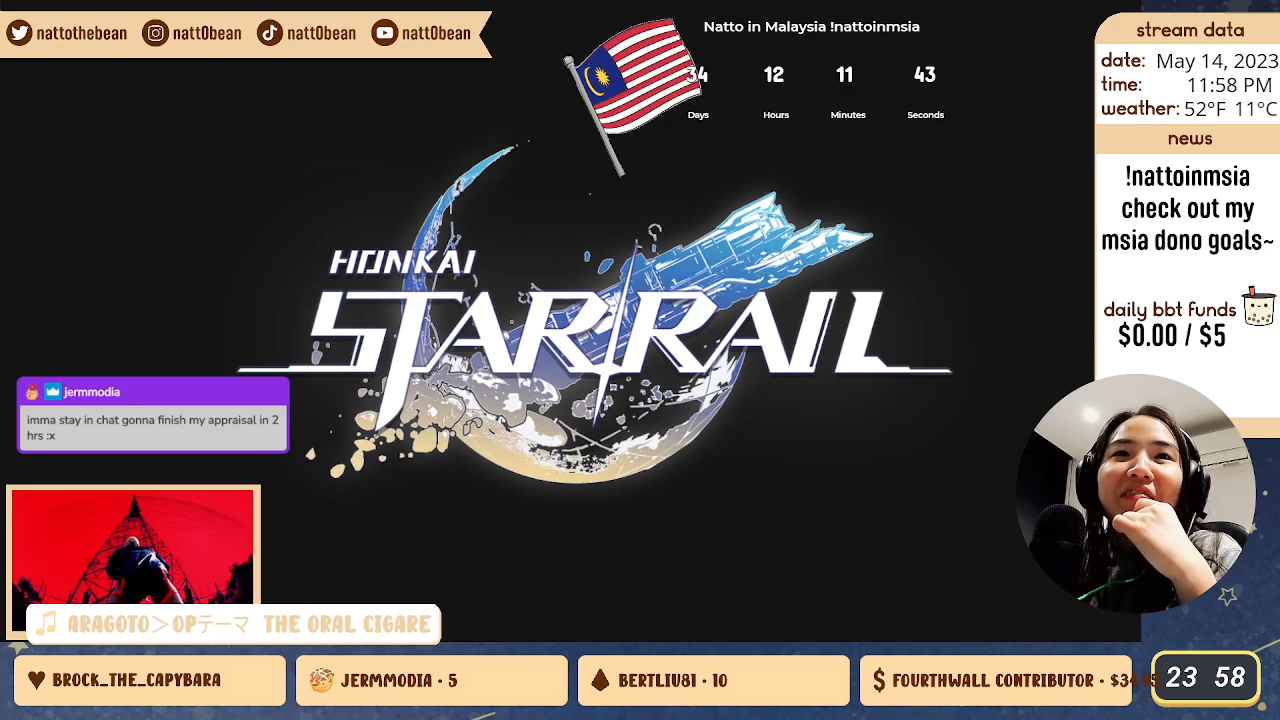 nattothebean
natt0bean
natt0bean
natt0bean
Natto in Malaysia !nattoinmsia
34 12 11 43
Days Hours Minutes Seconds
stream data
date: May 14, 2023
time: 11:58 PM
weather: 52°F 11°C
news
!nattoinmsia
check out my
msia dono goals~
daily bbt funds
$0.00 / $5
HONKAI
STAR RAIL
jermmodia
imma stay in chat gonna finish my appraisal in 2
hrs :x
ARAGOTO＞OPテーマ THE ORAL CIGARE
BROCK_THE_CAPYBARA
JERMMODIA · 5
BERTLIU81 · 10
FOURTHWALL CONTRIBUTOR ·
23 58